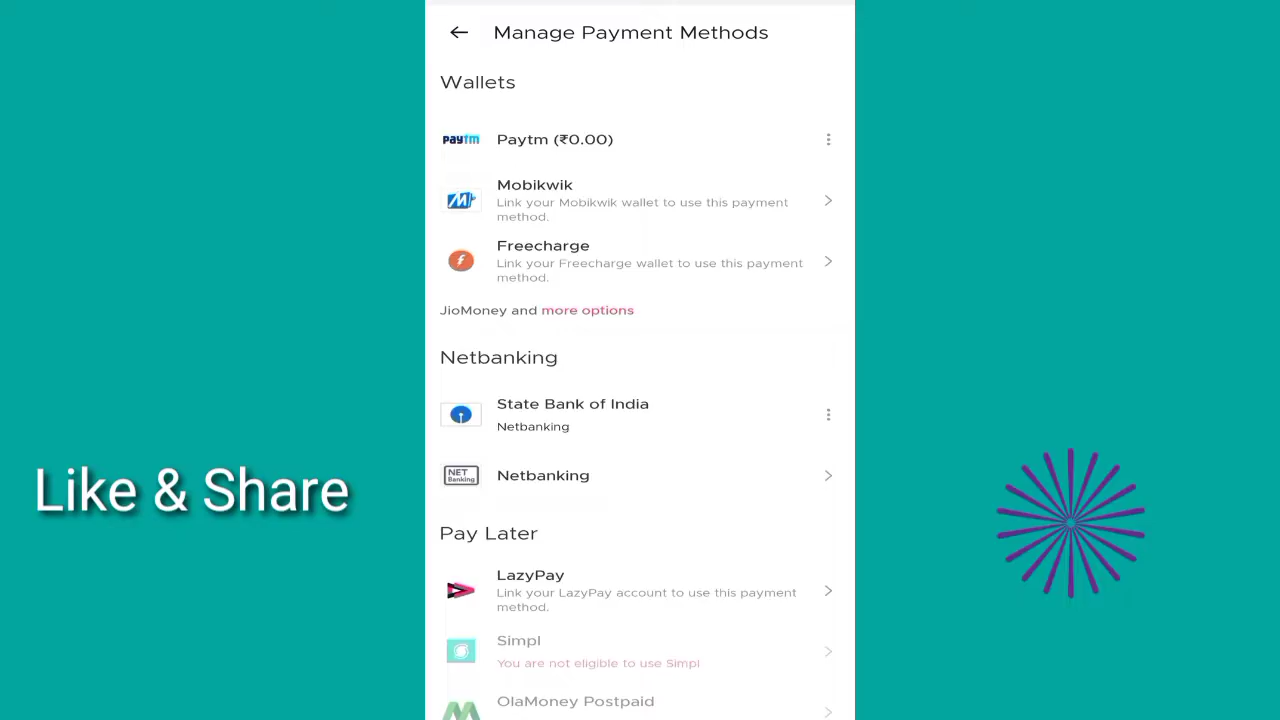 Manage Payment Methods
Wallets
paytm
Paytm (₹0.00)
Mobikwik
Link your Mobikwik wallet to use this payment
method.
Freecharge
Link your Freecharge wallet to use this payment
method.
JioMoney and more options
Netbanking
State Bank of India
Netbanking
NET
Banking
Netbanking
Pay Later
LazyPay
Link your LazyPay account to use this payment
method.
Simpl
You are not eligible to use Simpl
OlaMoney Postpaid
Like & Share